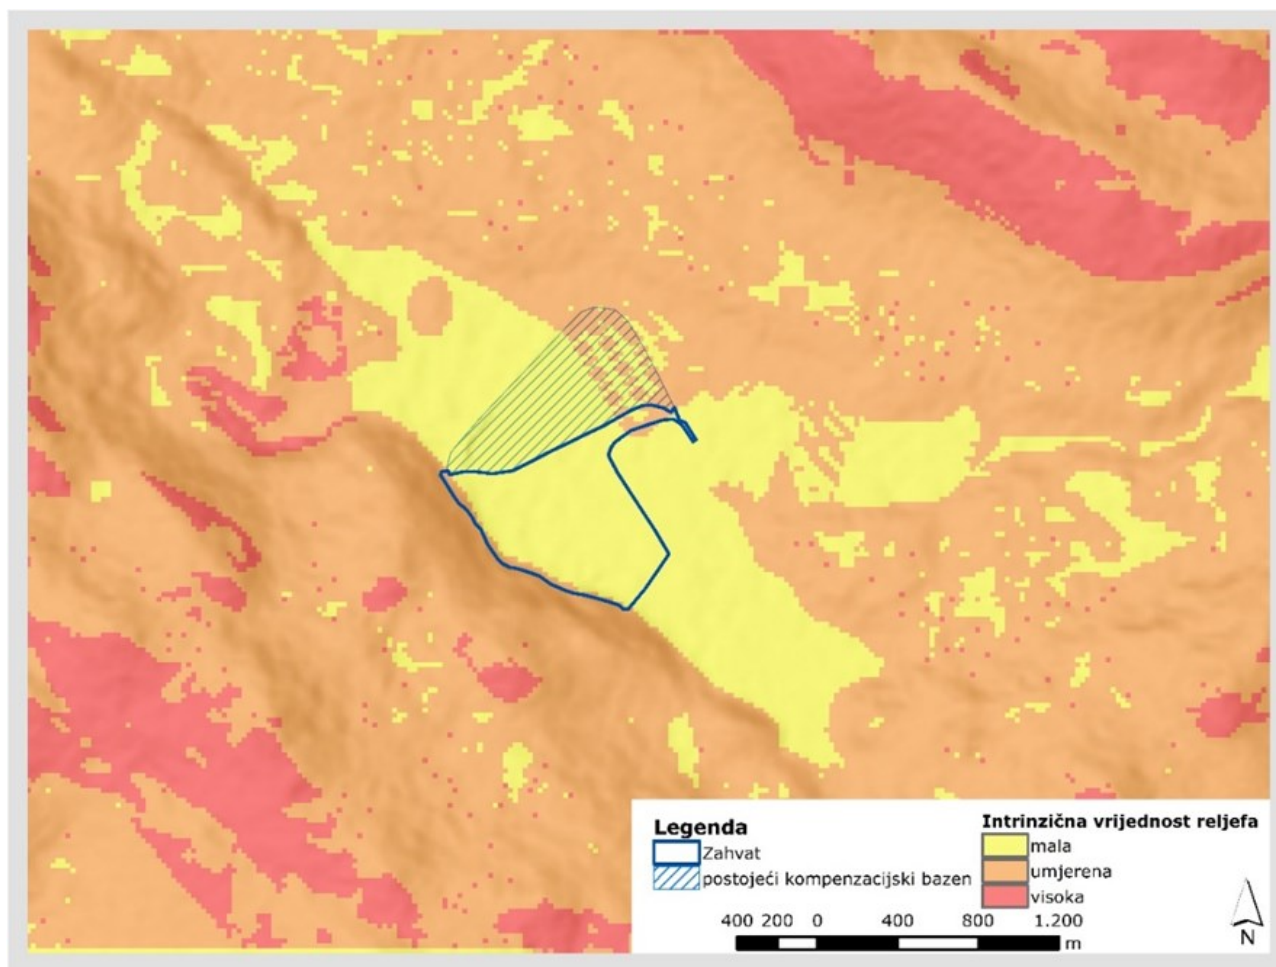 Legenda
Zahvat
postojeći kompenzacijski bazen
Intrinzična vrijednost reljefa
mala
umjerena
visoka
400 200 0 400 800 1.200
m
N